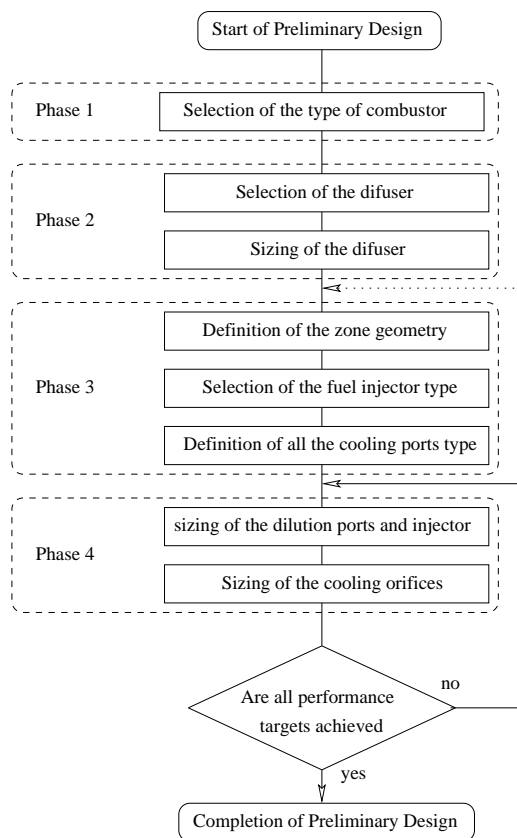 Start of Preliminary Design
Phase 1
Selection of the type of combustor
Selection of the difuser
Phase 2
Sizing of the difuser
Definition of the zone geometry
Phase 3
Selection of the fuel injector type
Definition of all the cooling ports type
sizing of the dilution ports and injector
Phase 4
Sizing of the cooling orifices
Are all performance
targets achieved
no
yes
Completion of Preliminary Design